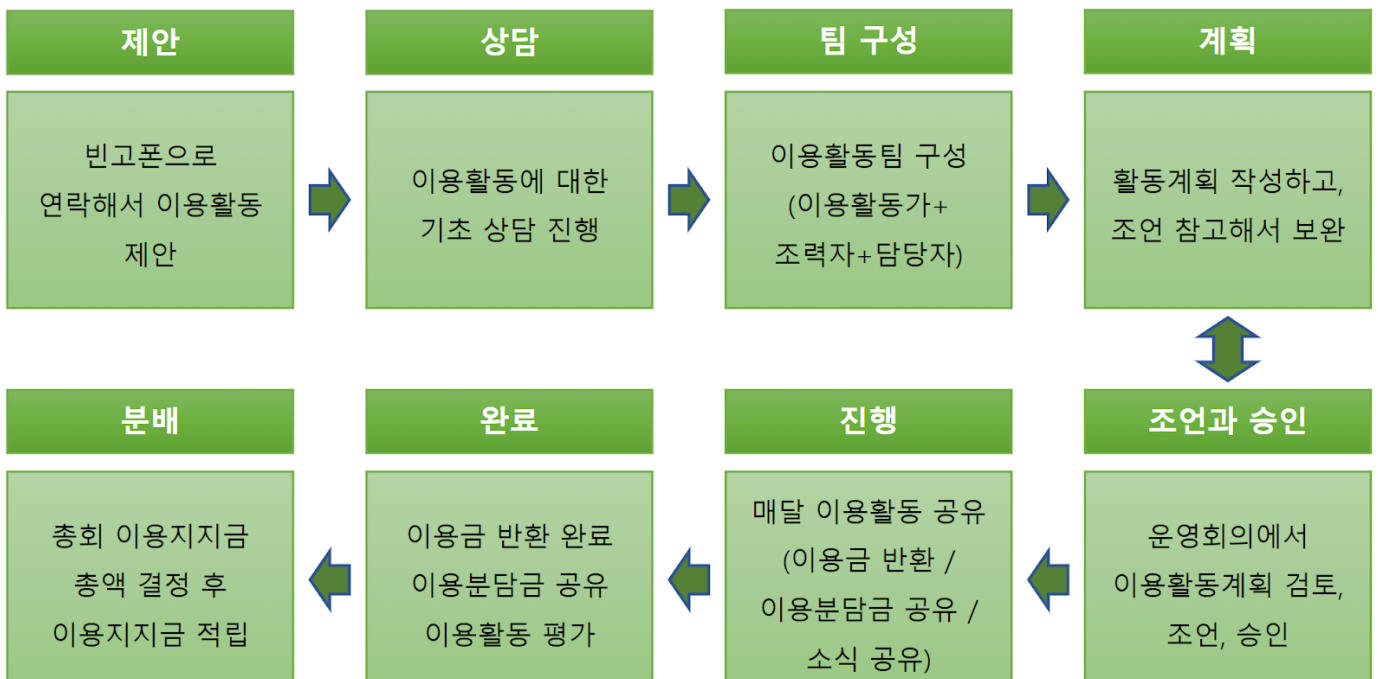 제안
빈고폰으로
연락해서 이용활동
제안
상담
이용활동에 대한
기초 상담 진행
팀 구성
이용활동팀 구성
(이용활동가+
조력자+담당자)
계획
활동계획 작성하고,
조언 참고해서 보완
조언과 승인
운영회의에서
이용활동계획 검토,
조언, 승인
진행
매달 이용활동 공유
(이용금 반환 /
이용분담금 공유 /
소식 공유)
완료
이용금 반환 완료
이용분담금 공유
이용활동 평가
분배
총회 이용지지금
총액 결정 후
이용지지금 적립